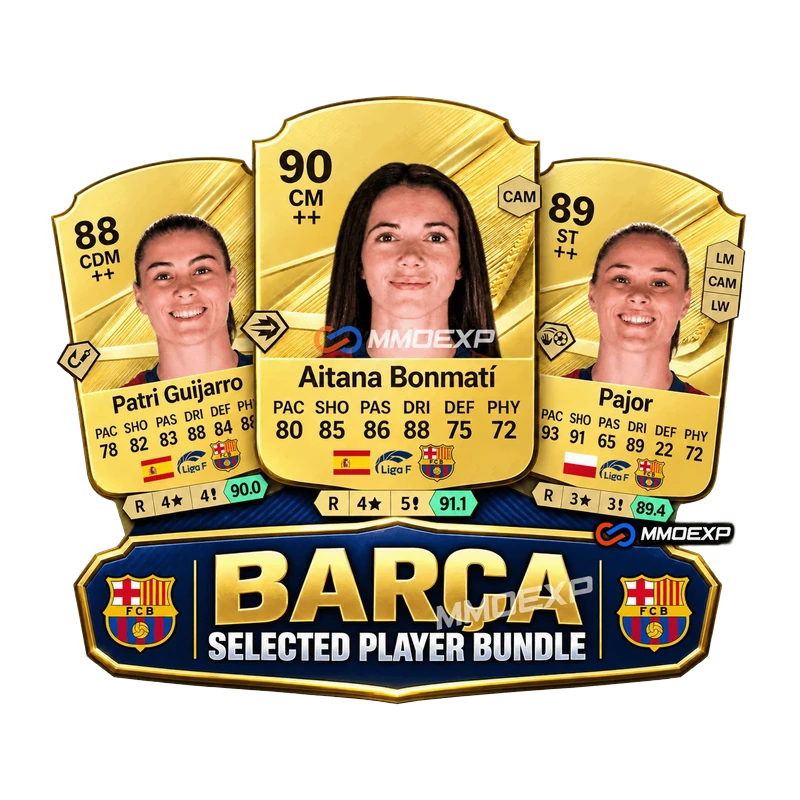 88
CDM
++
Patri Guijarro
PAC SHO PAS DRI DEF PHY
78 82 83 88 84 88
Liga F
FCB
R 4★ 4! 90.0
90
CM
++
CAM
MMOEXP
Aitana Bonmatí
PAC SHO PAS DRI DEF PHY
80 85 86 88 75 72
Liga F
FCB
R 4★ 5! 91.1
89
ST
++
LM
CAM
LW
Pajor
PAC SHO PAS DRI DEF PHY
93 91 65 89 22 72
Liga F
FCB
R 3★ 3! 89.4
MMOEXP
BARÇA
MMOEXP
SELECTED PLAYER BUNDLE
FCB
FCB